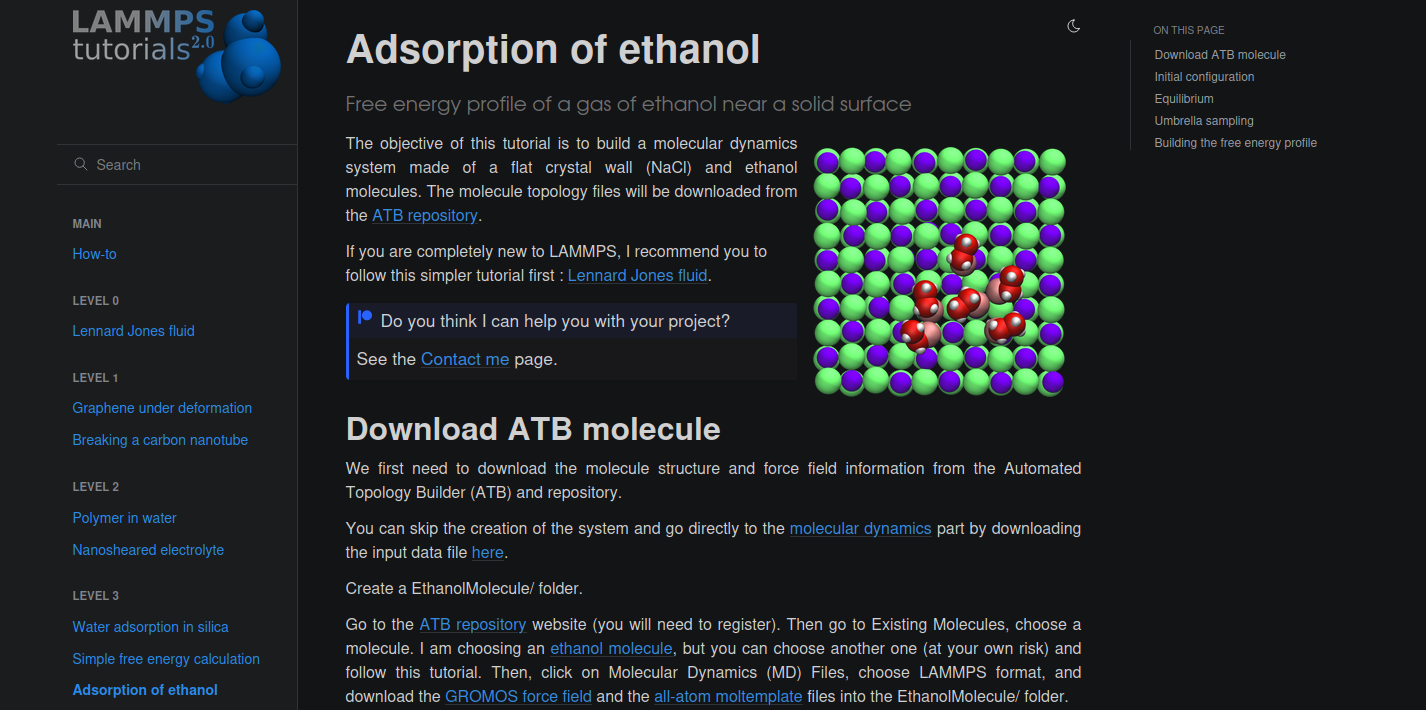 LAMMPS
tutorials2.0
Search
MAIN
How-to
LEVEL 0
Lennard Jones fluid
LEVEL 1
Graphene under deformation
Breaking a carbon nanotube
LEVEL 2
Polymer in water
Nanosheared electrolyte
LEVEL 3
Water adsorption in silica
Simple free energy calculation
Adsorption of ethanol
Adsorption of ethanol
Free energy profile of a gas of ethanol near a solid surface
The objective of this tutorial is to build a molecular dynamics
system made of a flat crystal wall (NaCl) and ethanol
molecules. The molecule topology files will be downloaded from
the ATB repository.
If you are completely new to LAMMPS, I recommend you to
follow this simpler tutorial first : Lennard Jones fluid.
Do you think I can help you with your project?
See the Contact me page.
Download ATB molecule
We first need to download the molecule structure and force field information from the Automated
Topology Builder (ATB) and repository.
You can skip the creation of the system and go directly to the molecular dynamics part by downloading
the input data file here.
Create a EthanolMolecule/ folder.
Go to the ATB repository website (you will need to register). Then go to Existing Molecules, choose a
molecule. I am choosing an ethanol molecule, but you can choose another one (at your own risk) and
follow this tutorial. Then, click on Molecular Dynamics (MD) Files, choose LAMMPS format, and
download the GROMOS force field and the all-atom moltemplate files into the EthanolMolecule/ folder.
ON THIS PAGE
Download ATB molecule
Initial configuration
Equilibrium
Umbrella sampling
Building the free energy profile